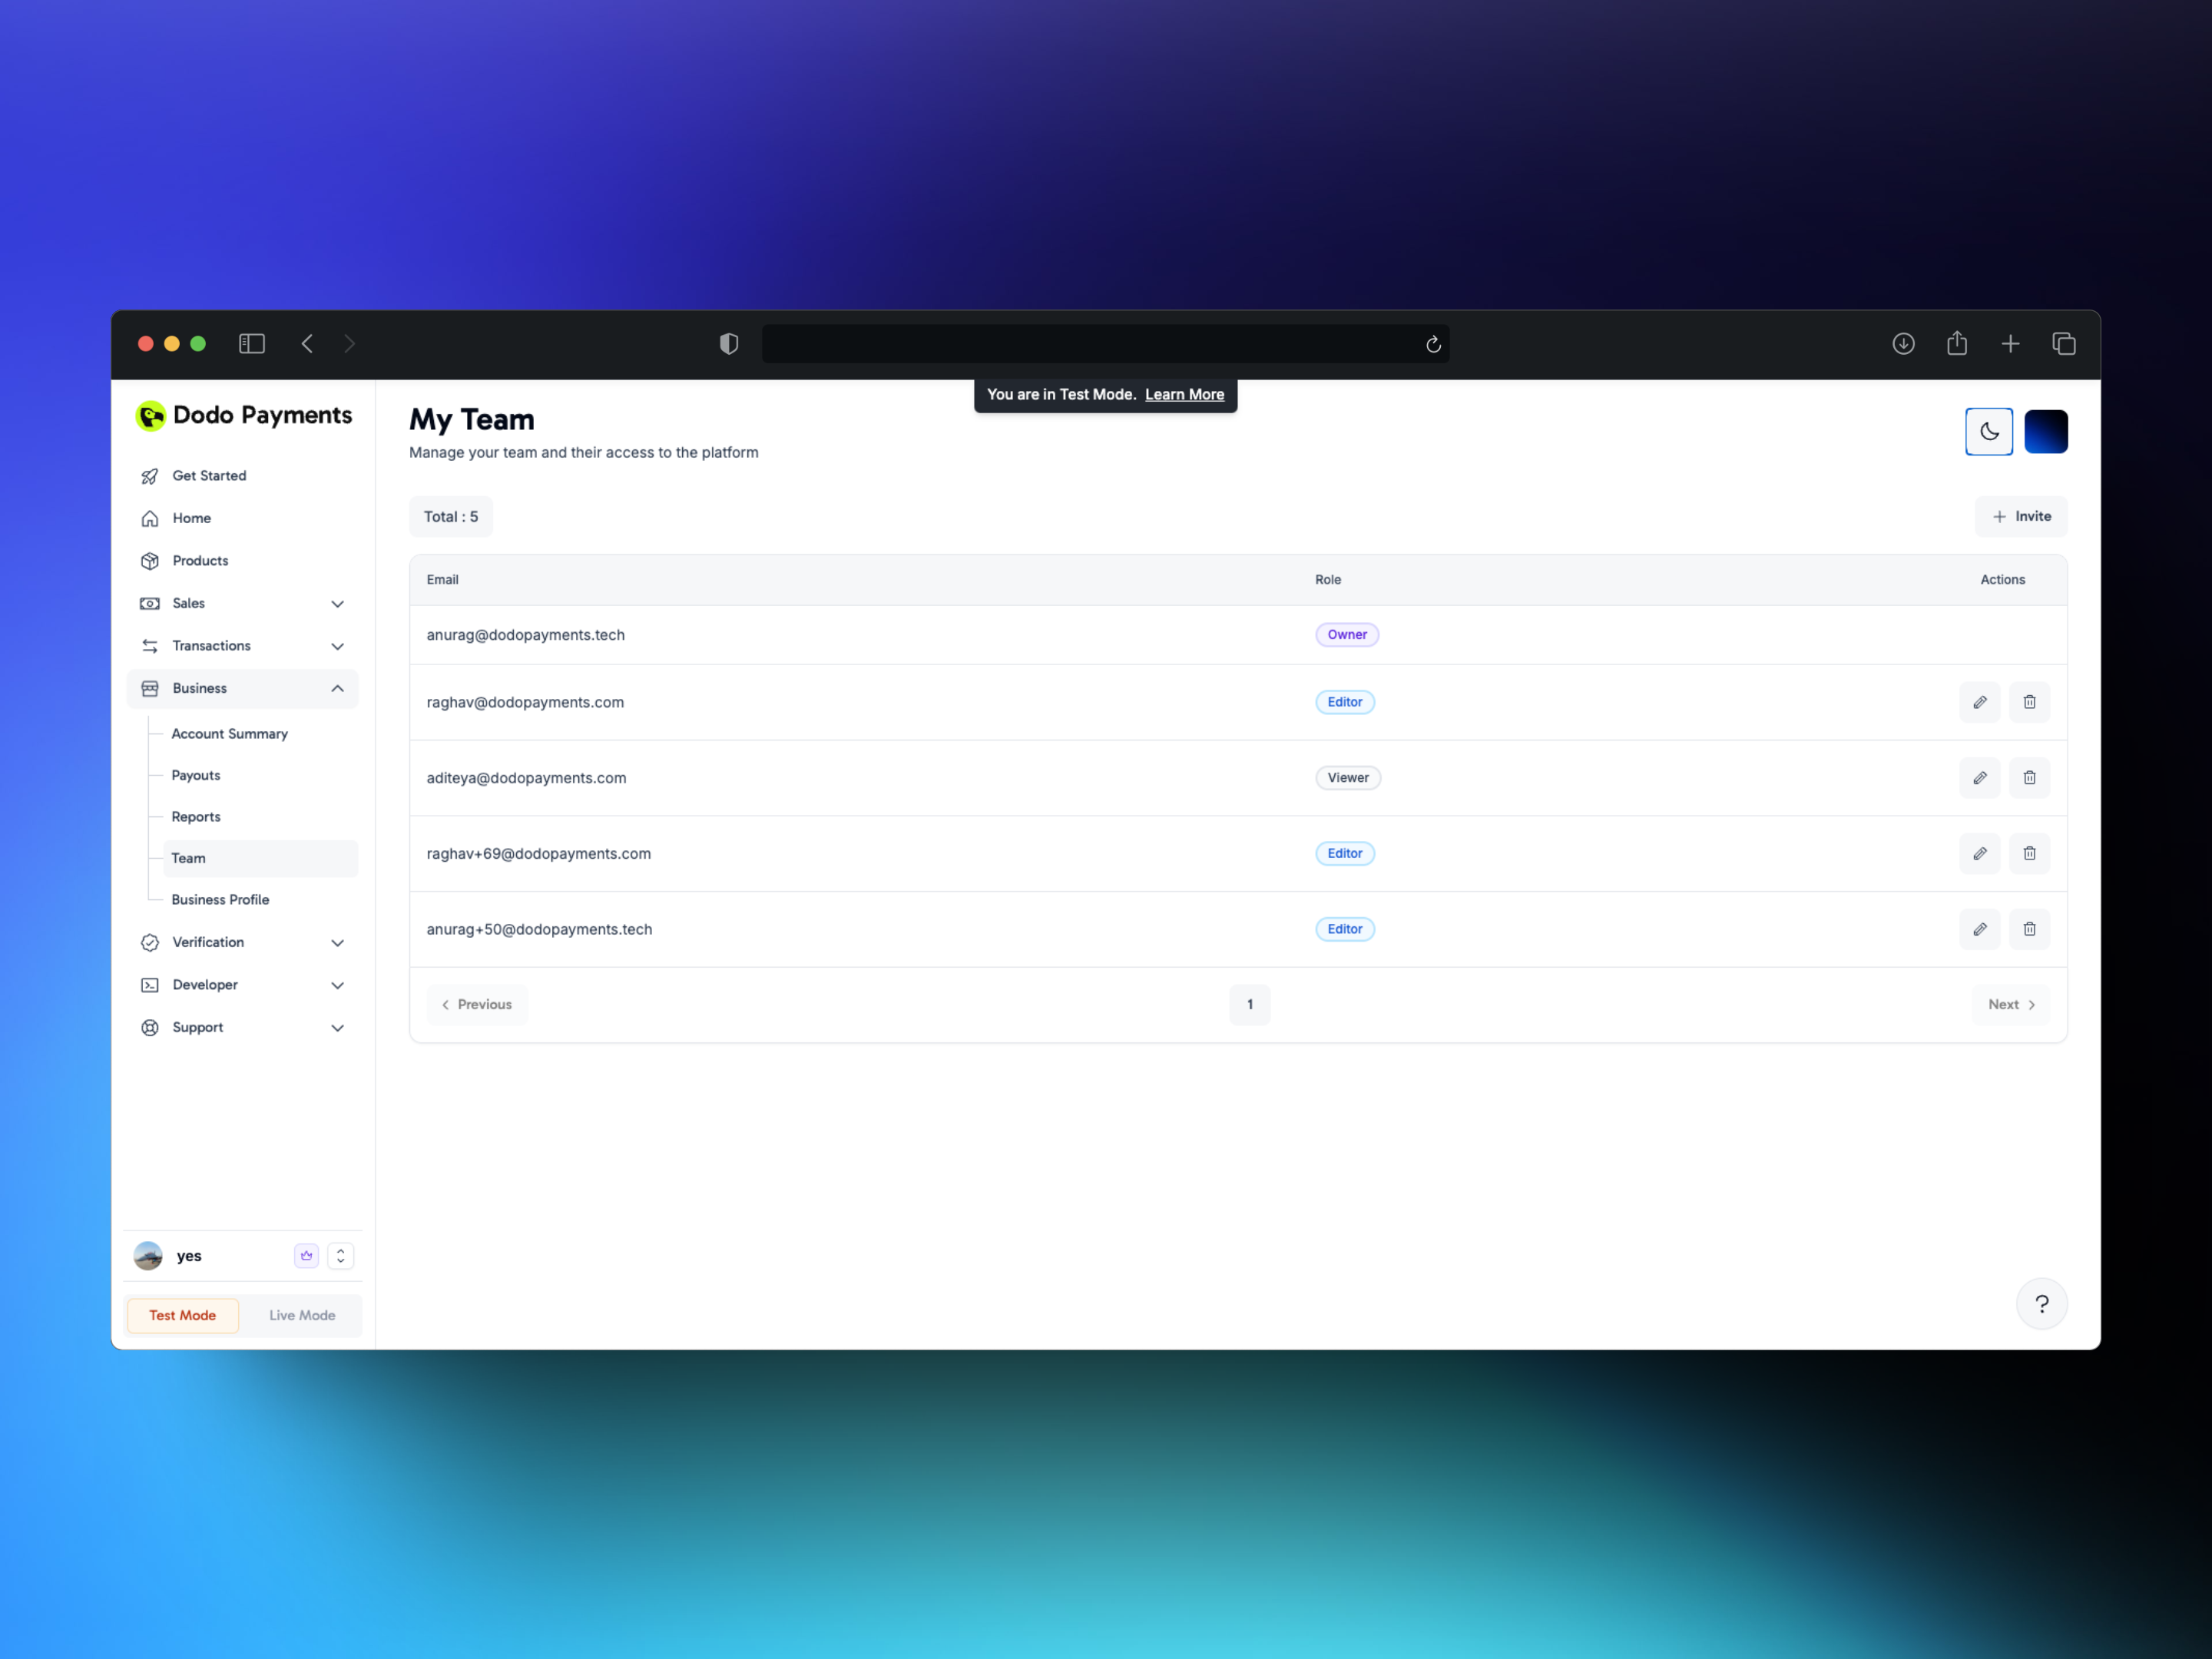 You are in Test Mode. Learn More
Dodo Payments
Get Started
Home
Products
Sales
Transactions
Business
Account Summary
Payouts
Reports
Team
Business Profile
Verification
Developer
Support
yes
Test Mode Live Mode
My Team
Manage your team and their access to the platform
Total : 5
+ Invite
Email Role Actions
anurag@dodopayments.tech Owner
raghav@dodopayments.com Editor
aditeya@dodopayments.com Viewer
raghav+69@dodopayments.com Editor
anurag+50@dodopayments.tech Editor
Previous 1 Next
?